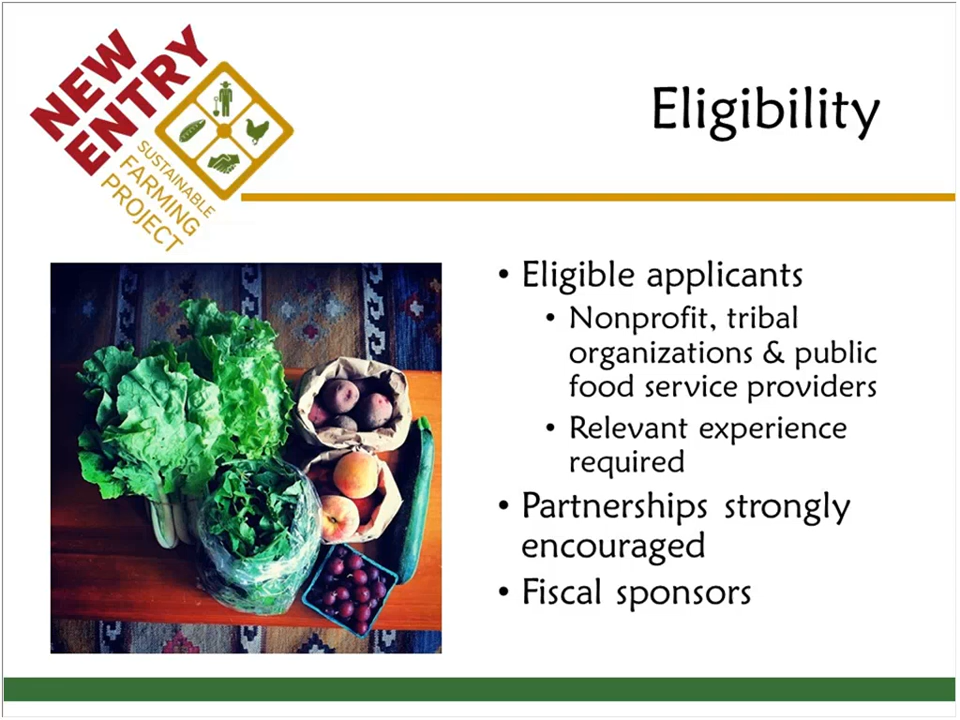 NEW
ENTRY
SUSTAINABLE
FARMING
PROJECT
Eligibility
• Eligible applicants
• Nonprofit, tribal
organizations & public
food service providers
• Relevant experience
required
• Partnerships strongly
encouraged
• Fiscal sponsors